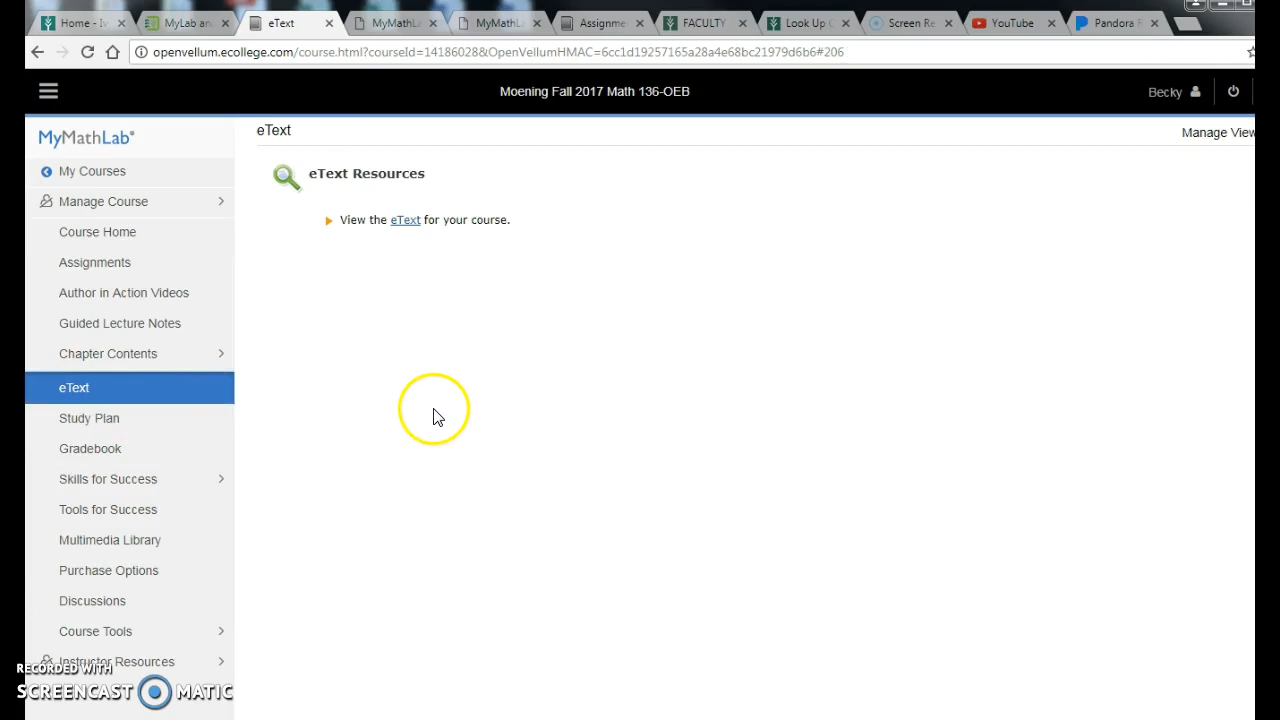 Home - Iv
MyLab an
eText
MyMathLa
MyMathLa
Assignme
FACULTY
Look Up
Screen Re
YouTube
Pandora
openvellum.ecollege.com/course.html?courseId=14186028&OpenVellumHMAC=6cc1d19257165a28a4e68bc21979d6b6#206
Moening Fall 2017 Math 136-OEB
Becky
MyMathLab®
eText
Manage View
My Courses
eText Resources
Manage Course
View the eText for your course.
Course Home
Assignments
Author in Action Videos
Guided Lecture Notes
Chapter Contents
eText
Study Plan
Gradebook
Skills for Success
Tools for Success
Multimedia Library
Purchase Options
Discussions
Course Tools
Instructor Resources
RECORDED WITH
SCREENCAST MATIC